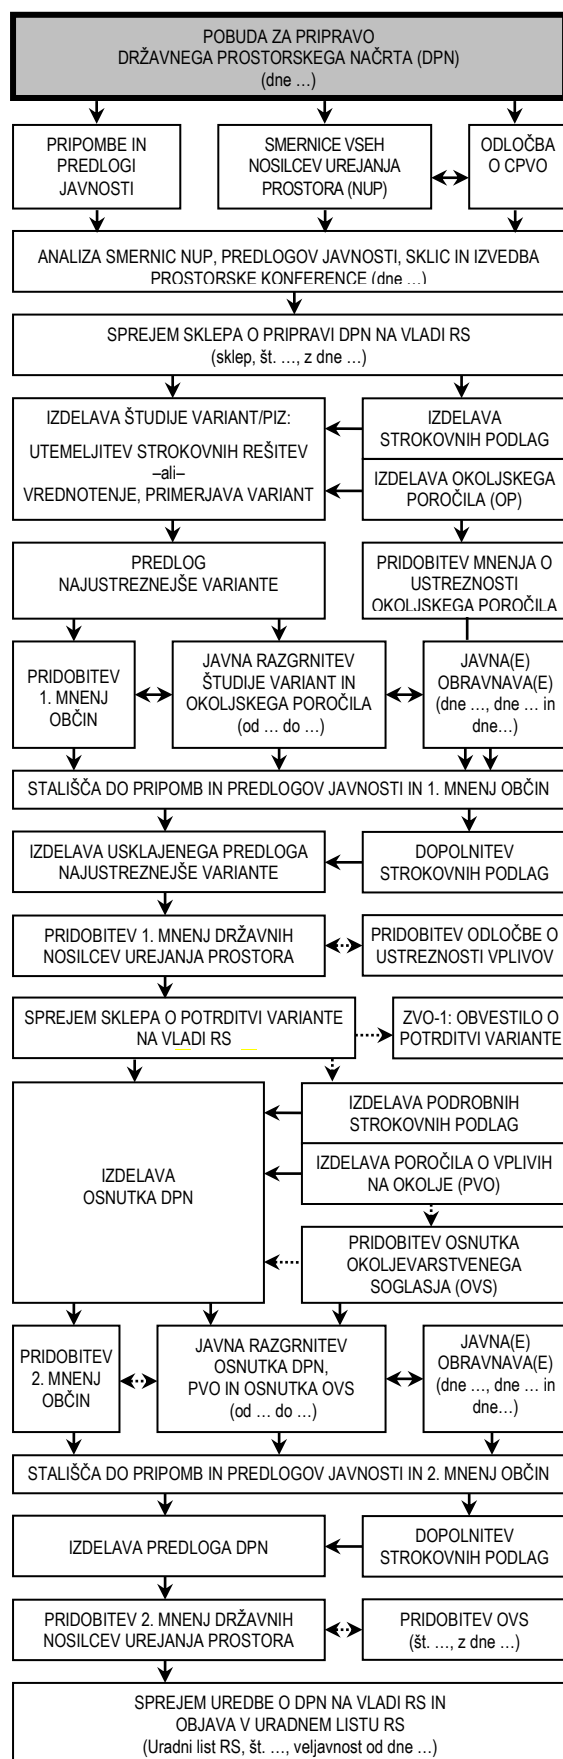 POBUDA ZA PRIPRAVO
DRŽAVNEGA PROSTORSKEGA NAČRTA (DPN)
(dne ...)
PRIPOMBE IN
PREDLOGI
JAVNOSTI
SMERNICE VSEH
NOSILCEV UREJANJA
PROSTORA (NUP)
ODLOČBA
O CPVO
ANALIZA SMERNIC NUP, PREDLOGOV JAVNOSTI, SKLIC IN IZVEDBA
PROSTORSKE KONFERENCE (dne ...)
SPREJEM SKLEPA O PRIPRAVI DPN NA VLADI RS
(sklep, št. ..., z dne ...)
IZDELAVA ŠTUDIJE VARIANT/PIZ:
UTEMELJITEV STROKOVNIH REŠITEV
–ali–
VREDNOTENJE, PRIMERJAVA VARIANT
IZDELAVA
STROKOVNIH PODLAG
IZDELAVA OKOLJSKEGA
POROČILA (OP)
PREDLOG
NAJUSTREZNEJŠE VARIANTE
PRIDOBITEV MNENJA O
USTREZNOSTI
OKOLJSKEGA POROČILA
PRIDOBITEV
1. MNENJ
OBČIN
JAVNA RAZGRNITEV
ŠTUDIJE VARIANT IN
OKOLJSKEGA POROČILA
(od ... do ...)
JAVNA(E)
OBRAVNAVA(E)
(dne ..., dne ... in
dne...)
STALIŠČA DO PRIPOMB IN PREDLOGOV JAVNOSTI IN 1. MNENJ OBČIN
IZDELAVA USKLAJENEGA PREDLOGA
NAJUSTREZNEJŠE VARIANTE
DOPOLNITEV
STROKOVNIH PODLAG
PRIDOBITEV 1. MNENJ DRŽAVNIH
NOSILCEV UREJANJA PROSTORA
PRIDOBITEV ODLOČBE O
USTREZNOSTI VPLIVOV
SPREJEM SKLEPA O POTRDITVI VARIANTE
NA VLADI RS
ZVO-1: OBVESTILO O
POTRDITVI VARIANTE
IZDELAVA
OSNUTKA DPN
IZDELAVA PODROBNIH
STROKOVNIH PODLAG
IZDELAVA POROČILA O VPLIVIH
NA OKOLJE (PVO)
PRIDOBITEV OSNUTKA
OKOLJEVARSTVENEGA
SOGLASJA (OVS)
PRIDOBITEV
2. MNENJ
OBČIN
JAVNA RAZGRNITEV
OSNUTKA DPN,
PVO IN OSNUTKA OVS
(od ... do ...)
JAVNA(E)
OBRAVNAVA(E)
(dne ..., dne ... in
dne...)
STALIŠČA DO PRIPOMB IN PREDLOGOV JAVNOSTI IN 2. MNENJ OBČIN
IZDELAVA PREDLOGA DPN
DOPOLNITEV
STROKOVNIH PODLAG
PRIDOBITEV 2. MNENJ DRŽAVNIH
NOSILCEV UREJANJA PROSTORA
PRIDOBITEV OVS
(št. ..., z dne ...)
SPREJEM UREDBE O DPN NA VLADI RS IN
OBJAVA V URADNEM LISTU RS
(Uradni list RS, št. ..., veljavnost od dne ...)